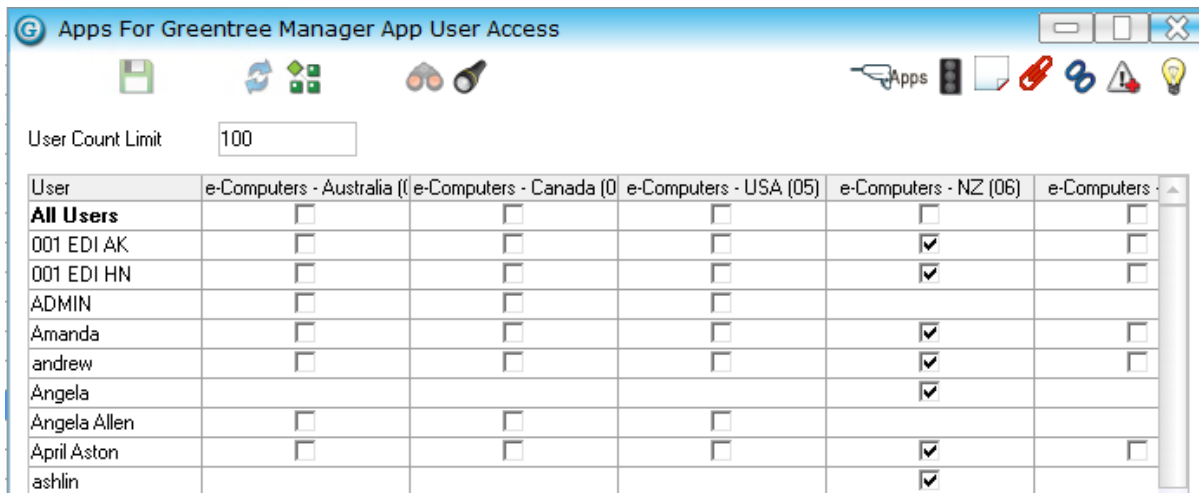 G Apps For Greentree Manager App User Access
Apps
User Count Limit 100
User e-Computers - Australia (0 e-Computers - Canada (0 e-Computers - USA (05) e-Computers - NZ (06) e-Computers -
All Users
001 EDI AK
001 EDI HN
ADMIN
Amanda
andrew
Angela
Angela Allen
April Aston
ashlin